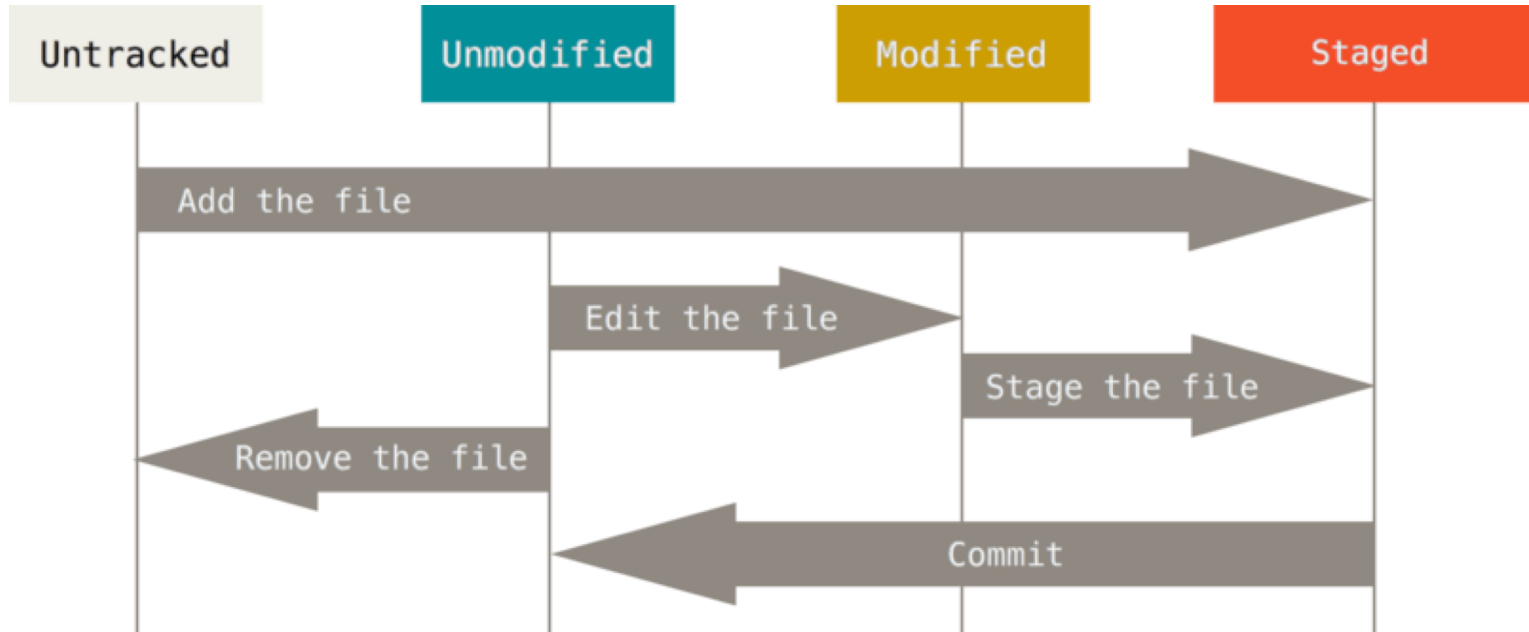 Untracked
Unmodified
Modified
Staged
Add the file
Edit the file
Stage the file
Remove the file
Commit